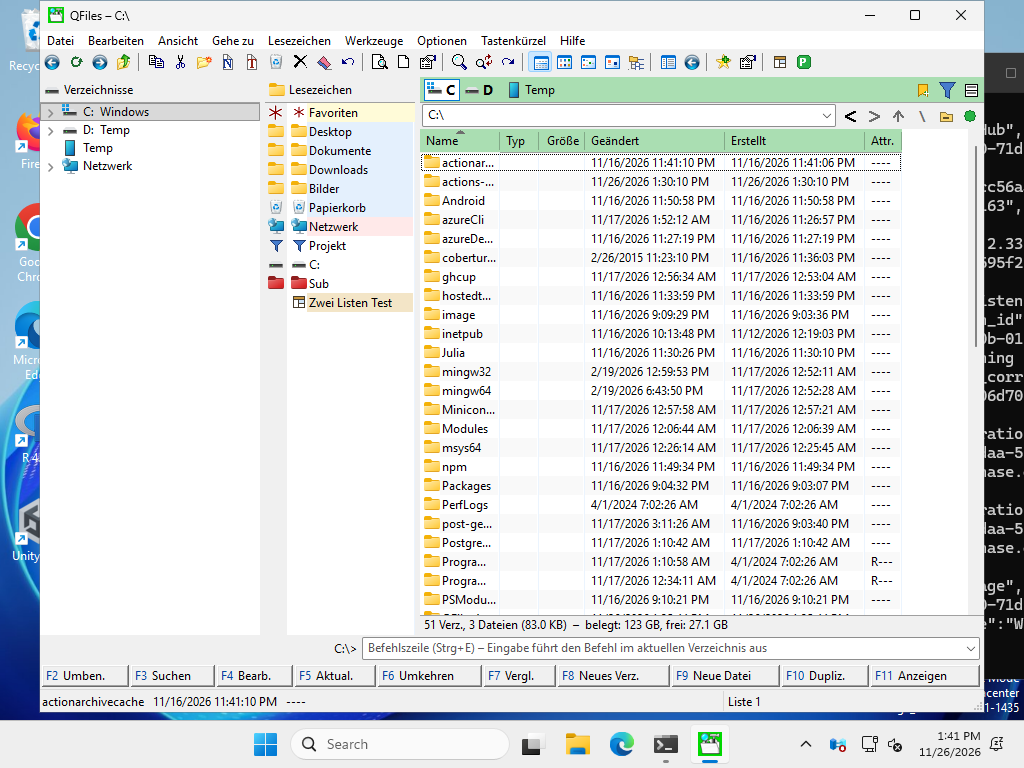 QFiles – C:\
Datei Bearbeiten Ansicht Gehe zu Lesezeichen Werkzeuge Optionen Tastenkürzel Hilfe
Verzeichnisse
C: Windows
D: Temp
Temp
Netzwerk
Lesezeichen
Favoriten
Desktop
Dokumente
Downloads
Bilder
Papierkorb
Netzwerk
Projekt
C:
Sub
Zwei Listen Test
C D Temp
C:\
Name Typ Größe Geändert Erstellt Attr.
actionar... 11/16/2026 11:41:10 PM 11/16/2026 11:41:06 PM ----
actions-... 11/26/2026 1:30:10 PM 11/26/2026 1:30:10 PM ----
Android 11/16/2026 11:50:58 PM 11/16/2026 11:50:58 PM ----
azureCli 11/17/2026 1:52:12 AM 11/16/2026 11:26:57 PM ----
azureDe... 11/16/2026 11:27:19 PM 11/16/2026 11:27:19 PM ----
cobertur... 2/26/2015 11:23:10 PM 11/16/2026 11:36:03 PM ----
ghcup 11/17/2026 12:56:34 AM 11/17/2026 12:53:04 AM ----
hostedt... 11/16/2026 11:33:59 PM 11/16/2026 11:33:59 PM ----
image 11/16/2026 9:09:29 PM 11/16/2026 9:03:36 PM ----
inetpub 11/16/2026 10:13:48 PM 11/12/2026 12:19:03 PM ----
Julia 11/16/2026 11:30:26 PM 11/16/2026 11:30:10 PM ----
mingw32 2/19/2026 12:59:53 PM 11/17/2026 12:52:11 AM ----
mingw64 2/19/2026 6:43:50 PM 11/17/2026 12:52:28 AM ----
Minicon... 11/17/2026 12:57:58 AM 11/17/2026 12:57:21 AM ----
Modules 11/17/2026 12:06:44 AM 11/17/2026 12:06:39 AM ----
msys64 11/17/2026 12:26:14 AM 11/17/2026 12:25:45 AM ----
npm 11/16/2026 11:49:34 PM 11/16/2026 11:49:34 PM ----
Packages 11/16/2026 9:04:32 PM 11/16/2026 9:03:07 PM ----
PerfLogs 4/1/2024 7:02:26 AM 4/1/2024 7:02:26 AM ----
post-ge... 11/17/2026 3:11:26 AM 11/16/2026 9:03:40 PM ----
Postgre... 11/17/2026 1:10:42 AM 11/17/2026 1:10:42 AM ----
Progra... 11/17/2026 1:10:58 AM 4/1/2024 7:02:26 AM R---
Progra... 11/17/2026 12:34:11 AM 4/1/2024 7:02:26 AM R---
PSModu... 11/16/2026 9:10:21 PM 11/16/2026 9:10:21 PM ----
51 Verz., 3 Dateien (83.0 KB) – belegt: 123 GB, frei: 27.1 GB
C:\> Befehlszeile (Strg+E) – Eingabe führt den Befehl im aktuellen Verzeichnis aus
F2 Umben. F3 Suchen F4 Bearb. F5 Aktual. F6 Umkehren F7 Vergl. F8 Neues Verz. F9 Neue Datei F10 Dupliz. F11 Anzeigen
actionarchivecache 11/16/2026 11:41:10 PM ---- Liste 1
Search
1:41 PM
11/26/2026